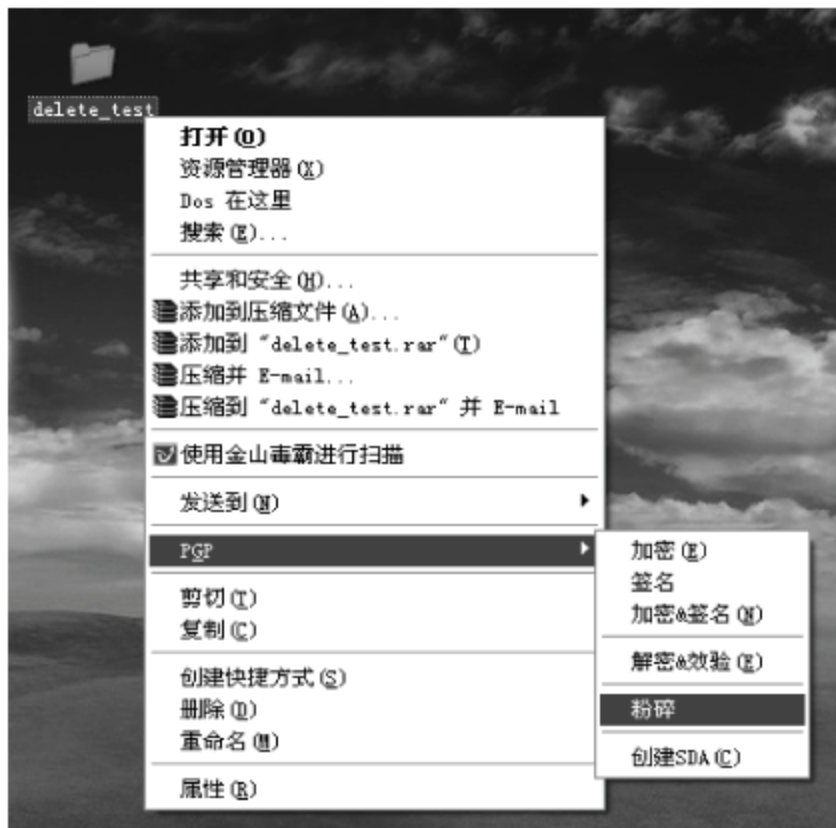 delete_test
打开(O)
资源管理器(X)
Dos 在这里
搜索(E)...
共享和安全(H)...
添加到压缩文件(A)...
添加到 "delete_test.rar"(T)
压缩并 E-mail...
压缩到 "delete_test.rar" 并 E-mail
使用金山毒霸进行扫描
发送到(N)
PGP
加密(E)
签名
加密&签名(N)
解密&效验(E)
粉碎
创建SDA(C)
剪切(T)
复制(C)
创建快捷方式(S)
删除(D)
重命名(M)
属性(R)